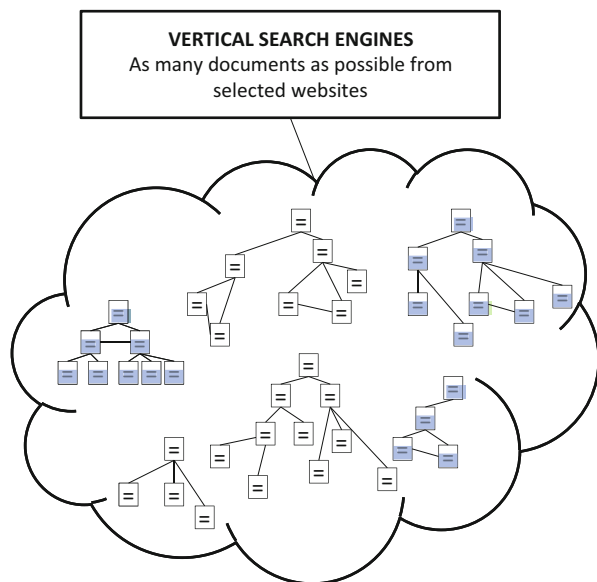 VERTICAL SEARCH ENGINES
As many documents as possible from
selected websites